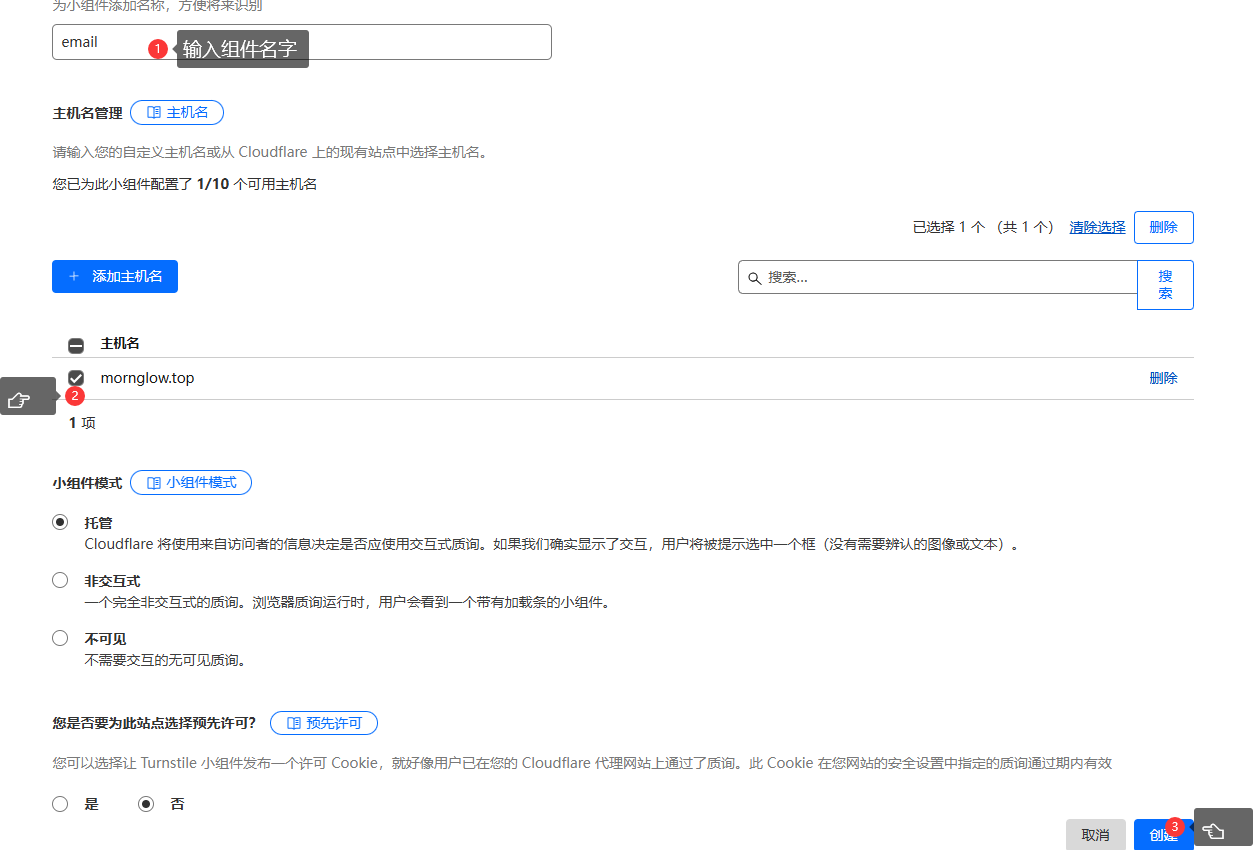 为小组件添加名称，方便将来识别
email
1 输入组件名字
主机名管理 主机名
请输入您的自定义主机名或从 Cloudflare 上的现有站点中选择主机名。
您已为此小组件配置了 1/10 个可用主机名
已选择 1 个 （共 1 个） 清除选择 删除
+ 添加主机名 搜索... 搜
索
主机名
mornglow.top 删除
2
1 项
小组件模式 小组件模式
托管
Cloudflare 将使用来自访问者的信息决定是否应使用交互式质询。如果我们确实显示了交互，用户将被提示选中一个框（没有需要辨认的图像或文本）。
非交互式
一个完全非交互式的质询。浏览器质询运行时，用户会看到一个带有加载条的小组件。
不可见
不需要交互的无可见质询。
您是否要为此站点选择预先许可？ 预先许可
您可以选择让 Turnstile 小组件发布一个许可 Cookie，就好像用户已在您的 Cloudflare 代理网站上通过了质询。此 Cookie 在您网站的安全设置中指定的质询通过期内有效
是 否
取消 创建 3